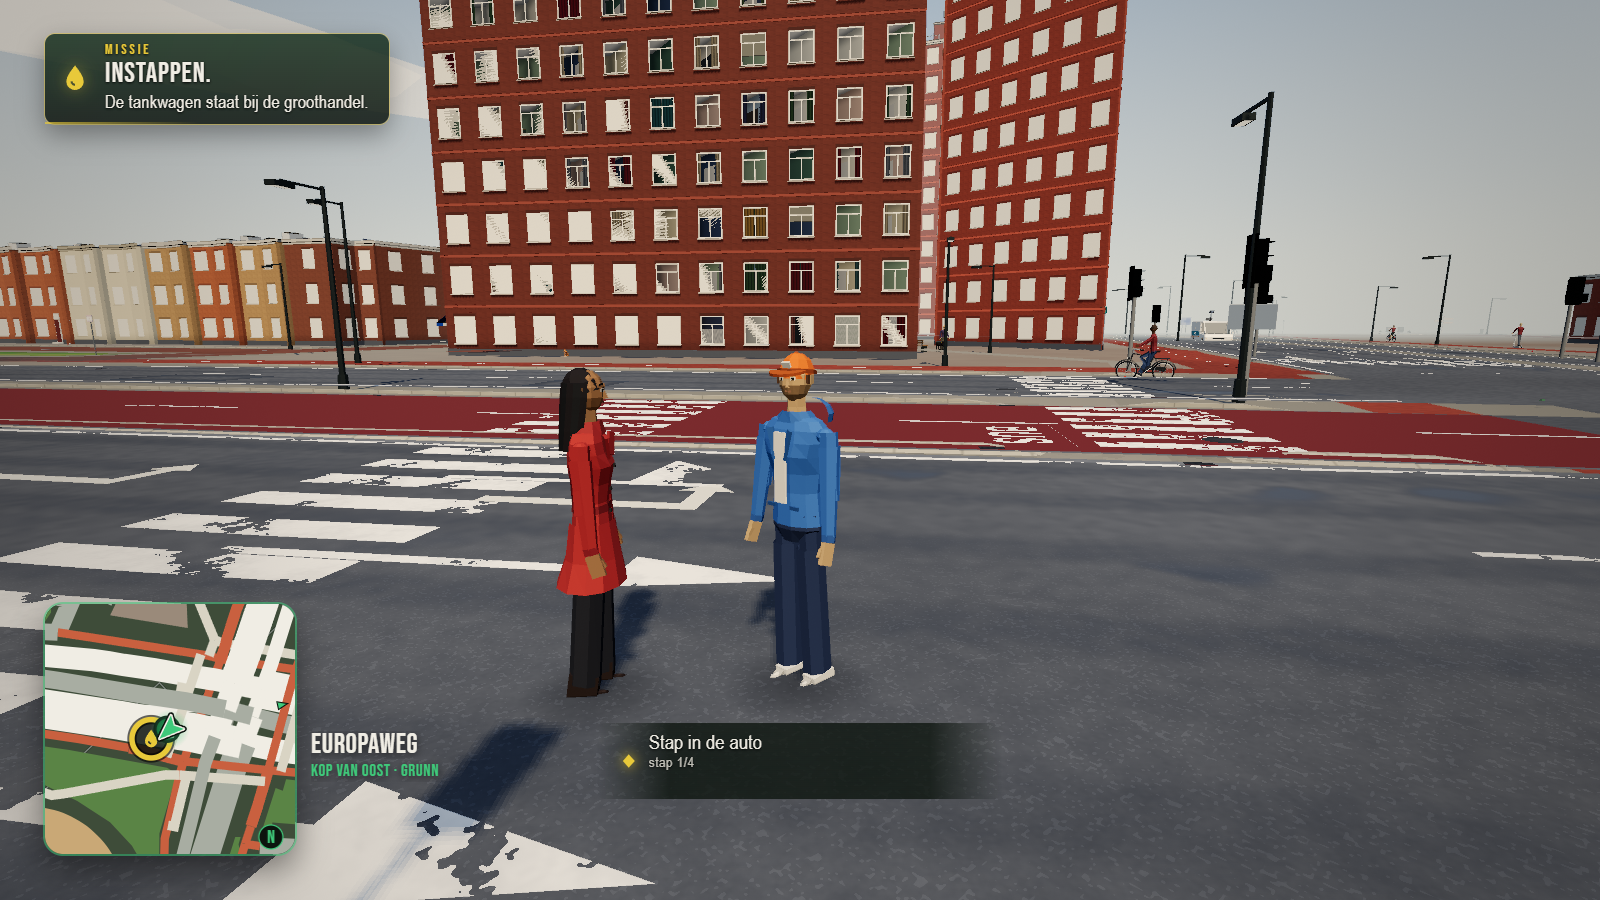 MISSIE
INSTAPPEN.
De tankwagen staat bij de groothandel.
EUROPAWEG
KOP VAN OOST · GRUNN
N
Stap in de auto
stap 1/4